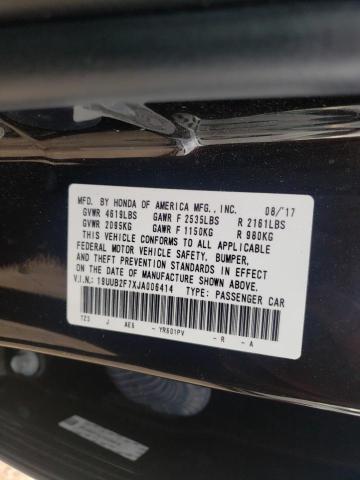 MFD. BY HONDA OF AMERICA MFG., INC. 08/'17
GVWR 4619LBS GAWR F 2535LBS R 2161LBS
GVWR 2095KG GAWR F 1150KG R 980KG
THIS VEHICLE CONFORMS TO ALL APPLICABLE
FEDERAL MOTOR VEHICLE SAFETY, BUMPER,
AND THEFT PREVENTION STANDARDS IN EFFECT
ON THE DATE OF MANUFACTURE SHOWN ABOVE.
V.I.N.: 19UUB2F7XJA006414 TYPE: PASSENGER CAR
TZ3 J AE6 - YR601PV - R - A